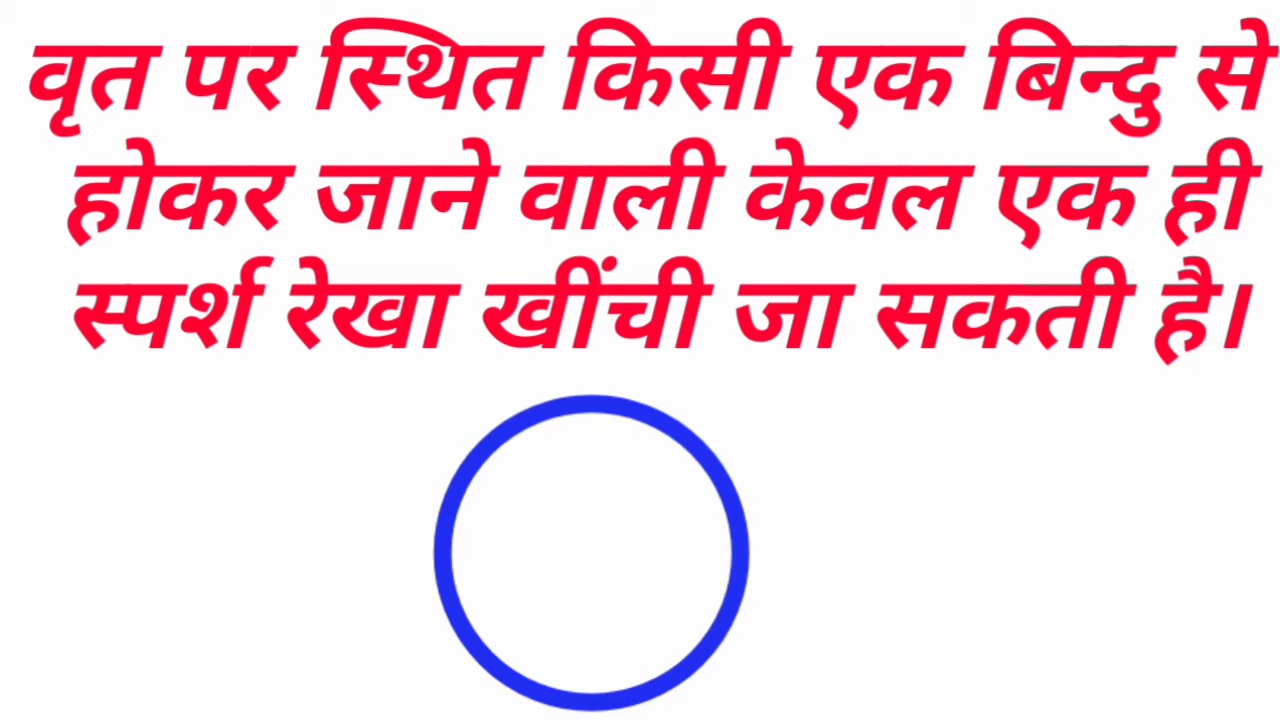 वृत पर स्थित किसी एक बिन्दु से
होकर जाने वाली केवल एक ही
स्पर्श रेखा खींची जा सकती है।